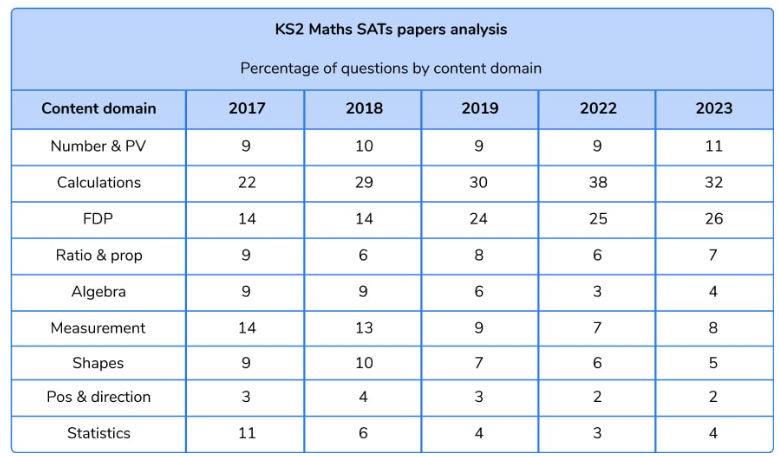 KS2 Maths SATs papers analysis
Percentage of questions by content domain
Content domain 2017 2018 2019 2022 2023
Number & PV 9 10 9 9 11
Calculations 22 29 30 38 32
FDP 14 14 24 25 26
Ratio & prop 9 6 8 6 7
Algebra 9 9 6 3 4
Measurement 14 13 9 7 8
Shapes 9 10 7 6 5
Pos & direction 3 4 3 2 2
Statistics 11 6 4 3 4